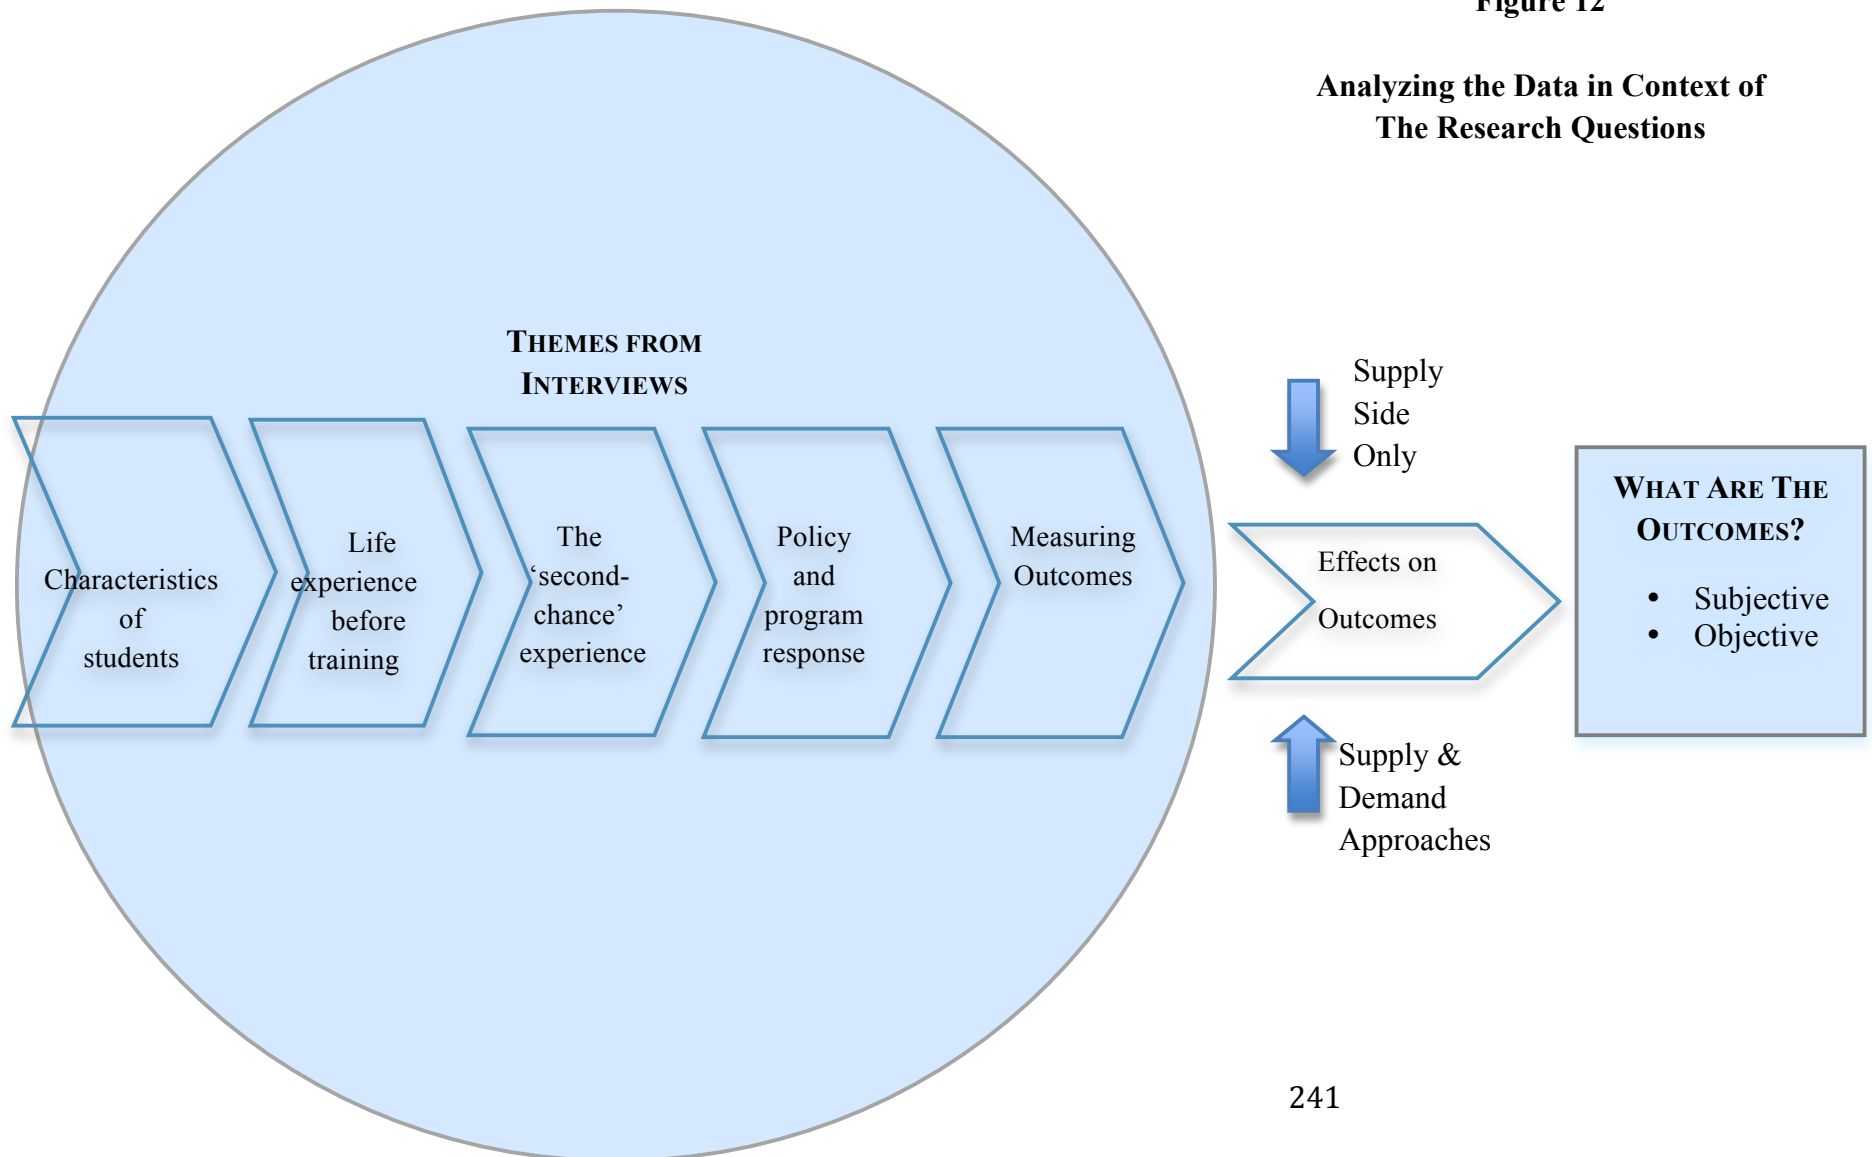 Figure 12
Analyzing the Data in Context of
The Research Questions
THEMES FROM
INTERVIEWS
Characteristics
of
students
Life
experience
before
training
The
‘second-
chance’
experience
Policy
and
program
response
Measuring
Outcomes
Supply
Side
Only
Effects on
Outcomes
Supply &
Demand
Approaches
WHAT ARE THE
OUTCOMES?
• Subjective
• Objective
241